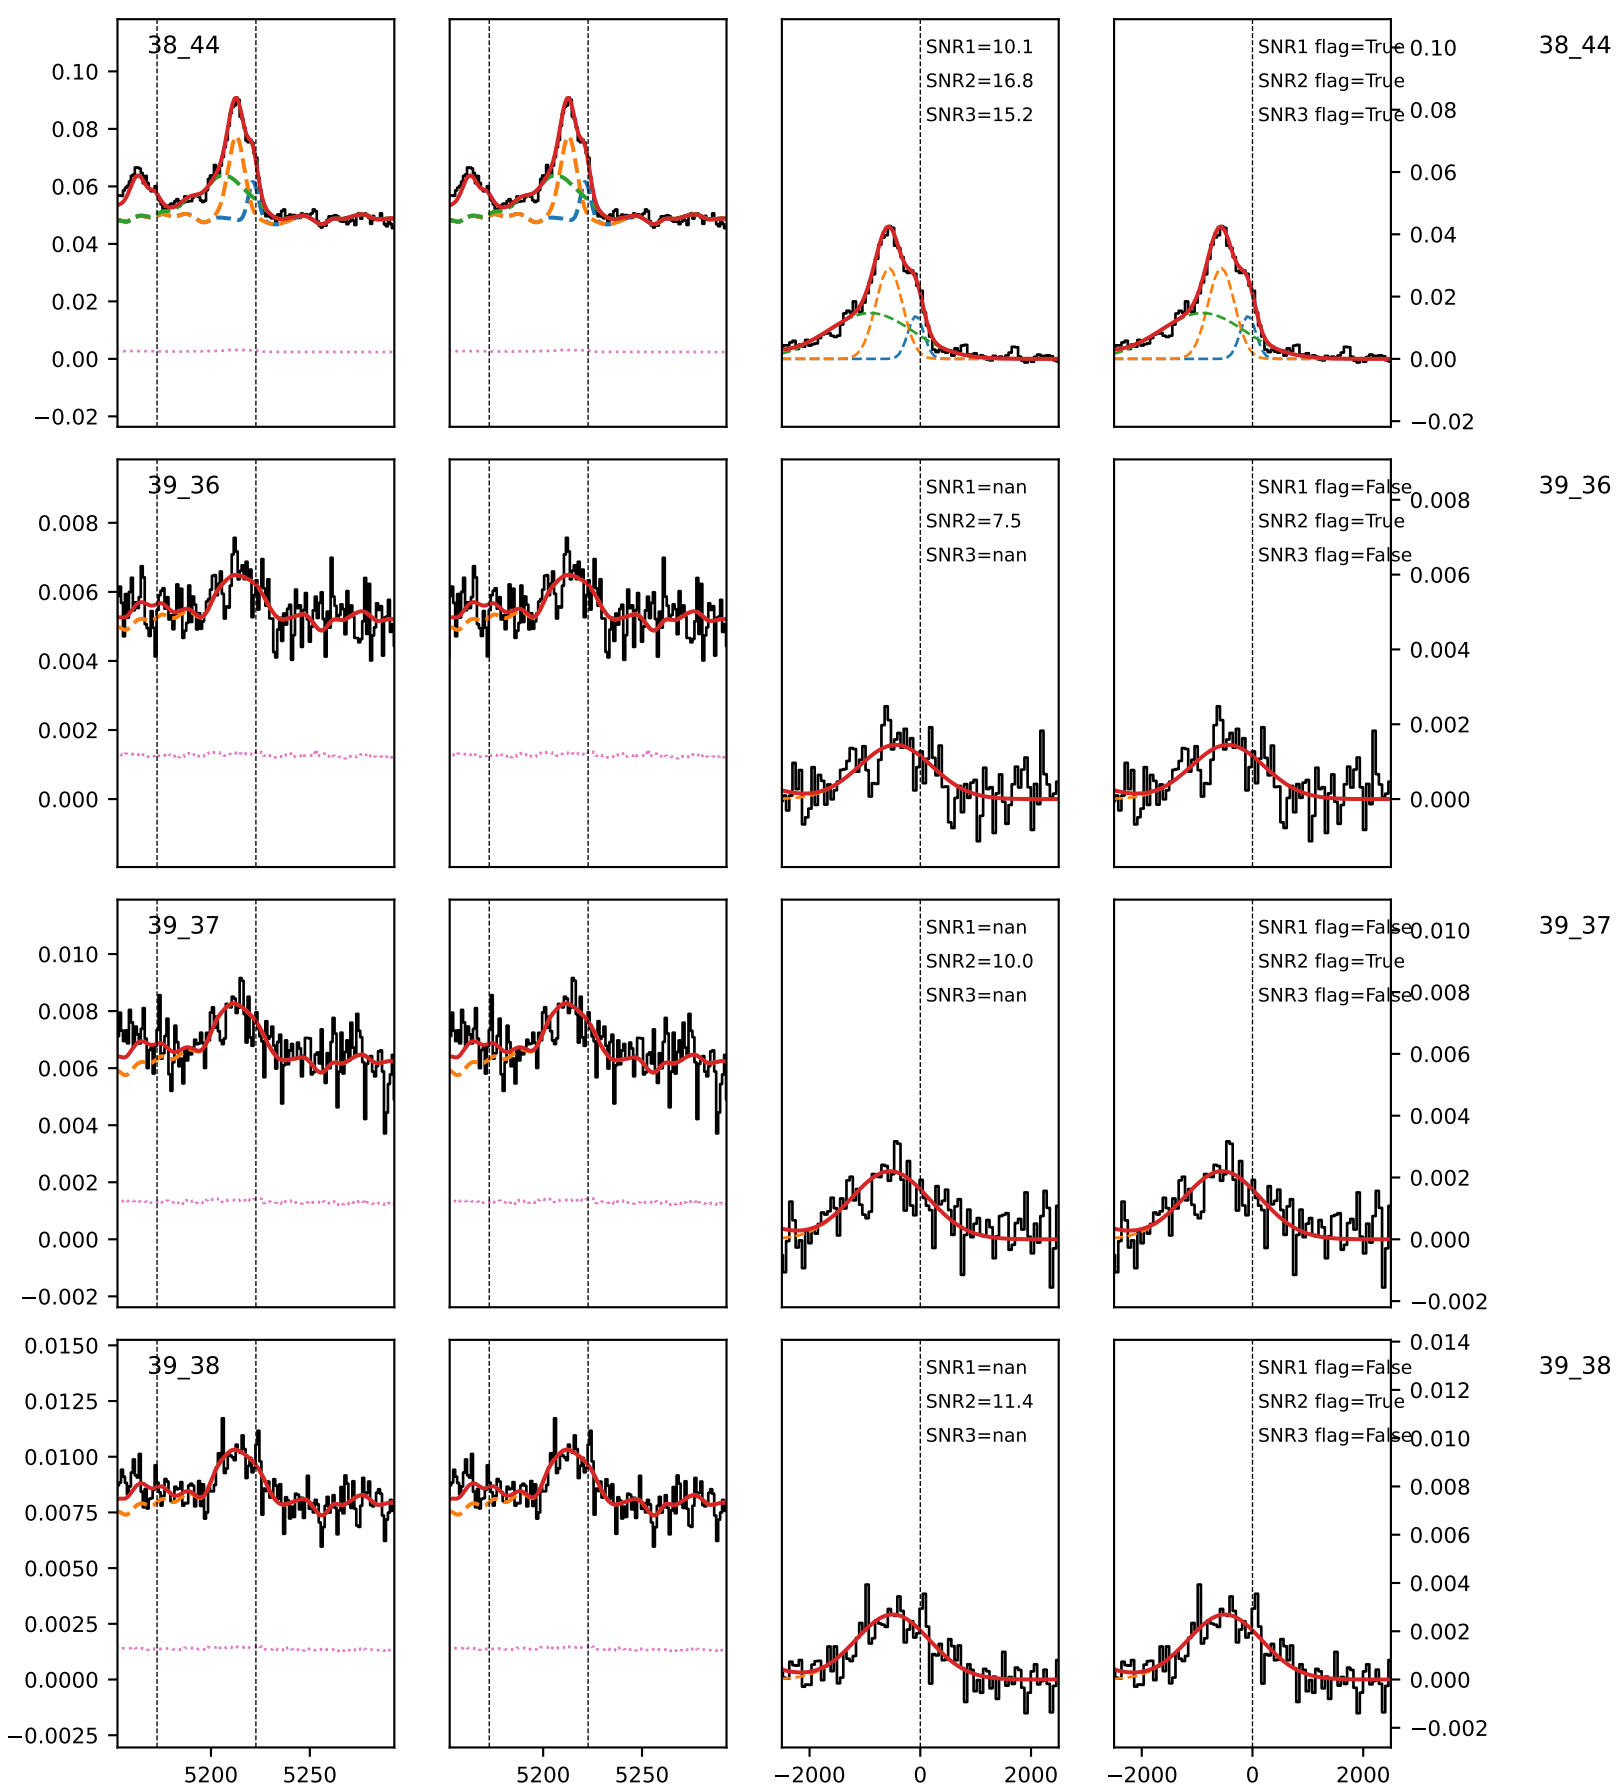 38_44
SNR1=10.1
SNR2=16.8
SNR3=15.2
SNR1 flag=True
SNR2 flag=True
SNR3 flag=True
38_44
0.10
0.08
0.06
0.04
0.02
0.00
−0.02
0.10
0.08
0.06
0.04
0.02
0.00
−0.02
39_36
SNR1=nan
SNR2=7.5
SNR3=nan
SNR1 flag=False
SNR2 flag=True
SNR3 flag=False
39_36
0.008
0.006
0.004
0.002
0.000
0.008
0.006
0.004
0.002
0.000
39_37
SNR1=nan
SNR2=10.0
SNR3=nan
SNR1 flag=False
SNR2 flag=True
SNR3 flag=False
39_37
0.010
0.008
0.006
0.004
0.002
0.000
−0.002
0.010
0.008
0.006
0.004
0.002
0.000
−0.002
39_38
SNR1=nan
SNR2=11.4
SNR3=nan
SNR1 flag=False
SNR2 flag=True
SNR3 flag=False
39_38
0.0150
0.0125
0.0100
0.0075
0.0050
0.0025
0.0000
−0.0025
0.014
0.012
0.010
0.008
0.006
0.004
0.002
0.000
−0.002
5200 5250
5200 5250
−2000 0 2000
−2000 0 2000